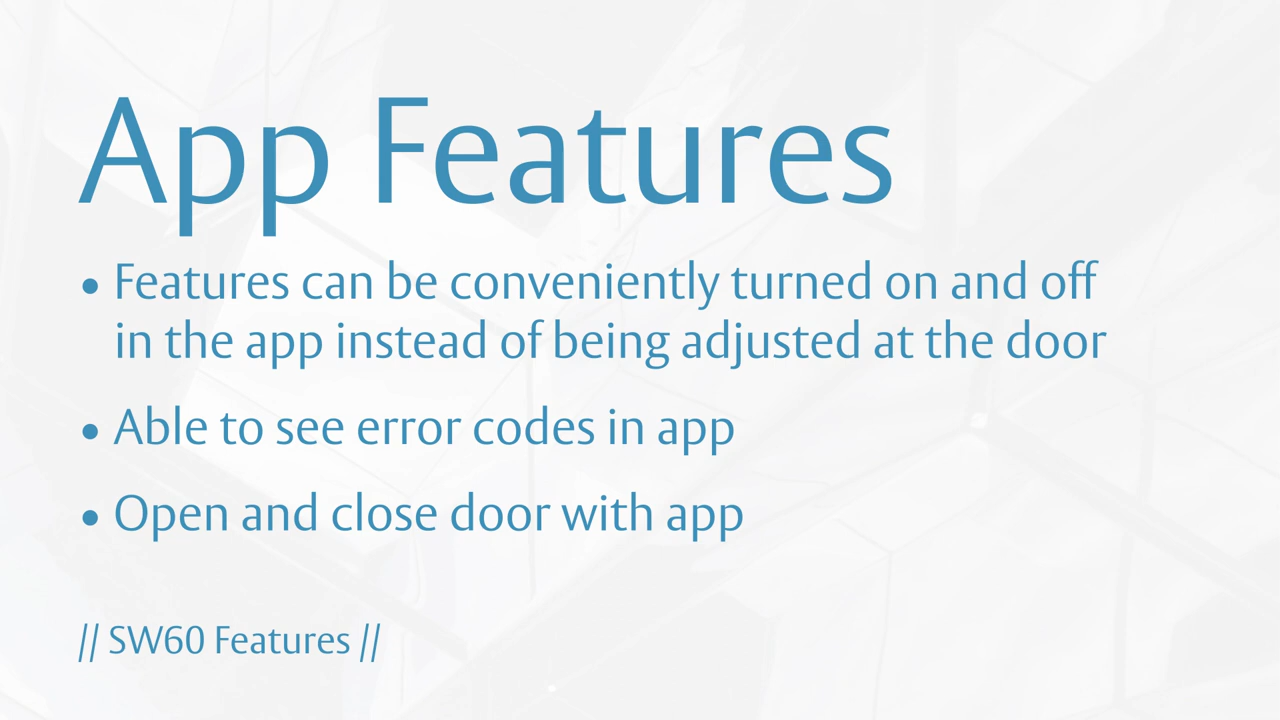 App Features
• Features can be conveniently turned on and off
in the app instead of being adjusted at the door
• Able to see error codes in app
• Open and close door with app
// SW60 Features //